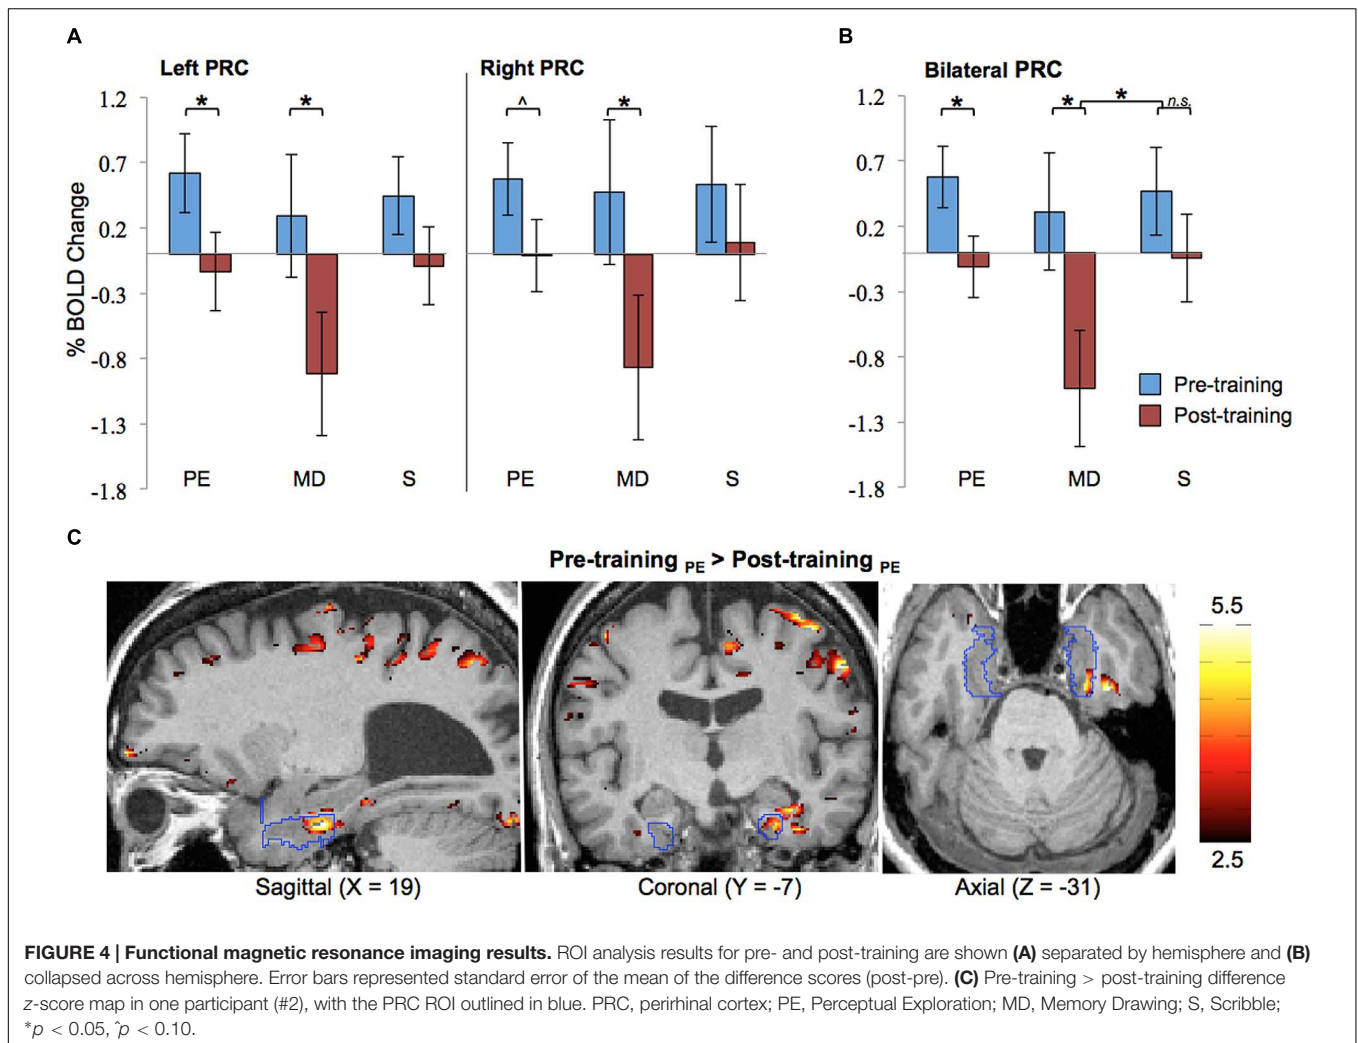 A
B
Left PRC
Right PRC
Bilateral PRC
1.2
0.7
0.2
-0.3
-0.8
-1.3
-1.8
% BOLD Change
*
*
^
*
PE
MD
S
PE
MD
S
1.2
0.7
0.2
-0.3
-0.8
-1.3
-1.8
*
*
*
n.s.
Pre-training
Post-training
PE
MD
S
C
Pre-training PE > Post-training PE
5.5
2.5
Sagittal (X = 19)
Coronal (Y = -7)
Axial (Z = -31)
FIGURE 4 | Functional magnetic resonance imaging results. ROI analysis results for pre- and post-training are shown (A) separated by hemisphere and (B)
collapsed across hemisphere. Error bars represented standard error of the mean of the difference scores (post-pre). (C) Pre-training > post-training difference
z-score map in one participant (#2), with the PRC ROI outlined in blue. PRC, perirhinal cortex; PE, Perceptual Exploration; MD, Memory Drawing; S, Scribble;
*p < 0.05, ^p < 0.10.